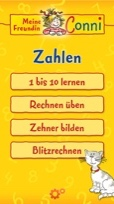 Meine
Freundin
Conni
Zahlen
1 bis 10 lernen
Rechnen üben
Zehner bilden
Blitzrechnen